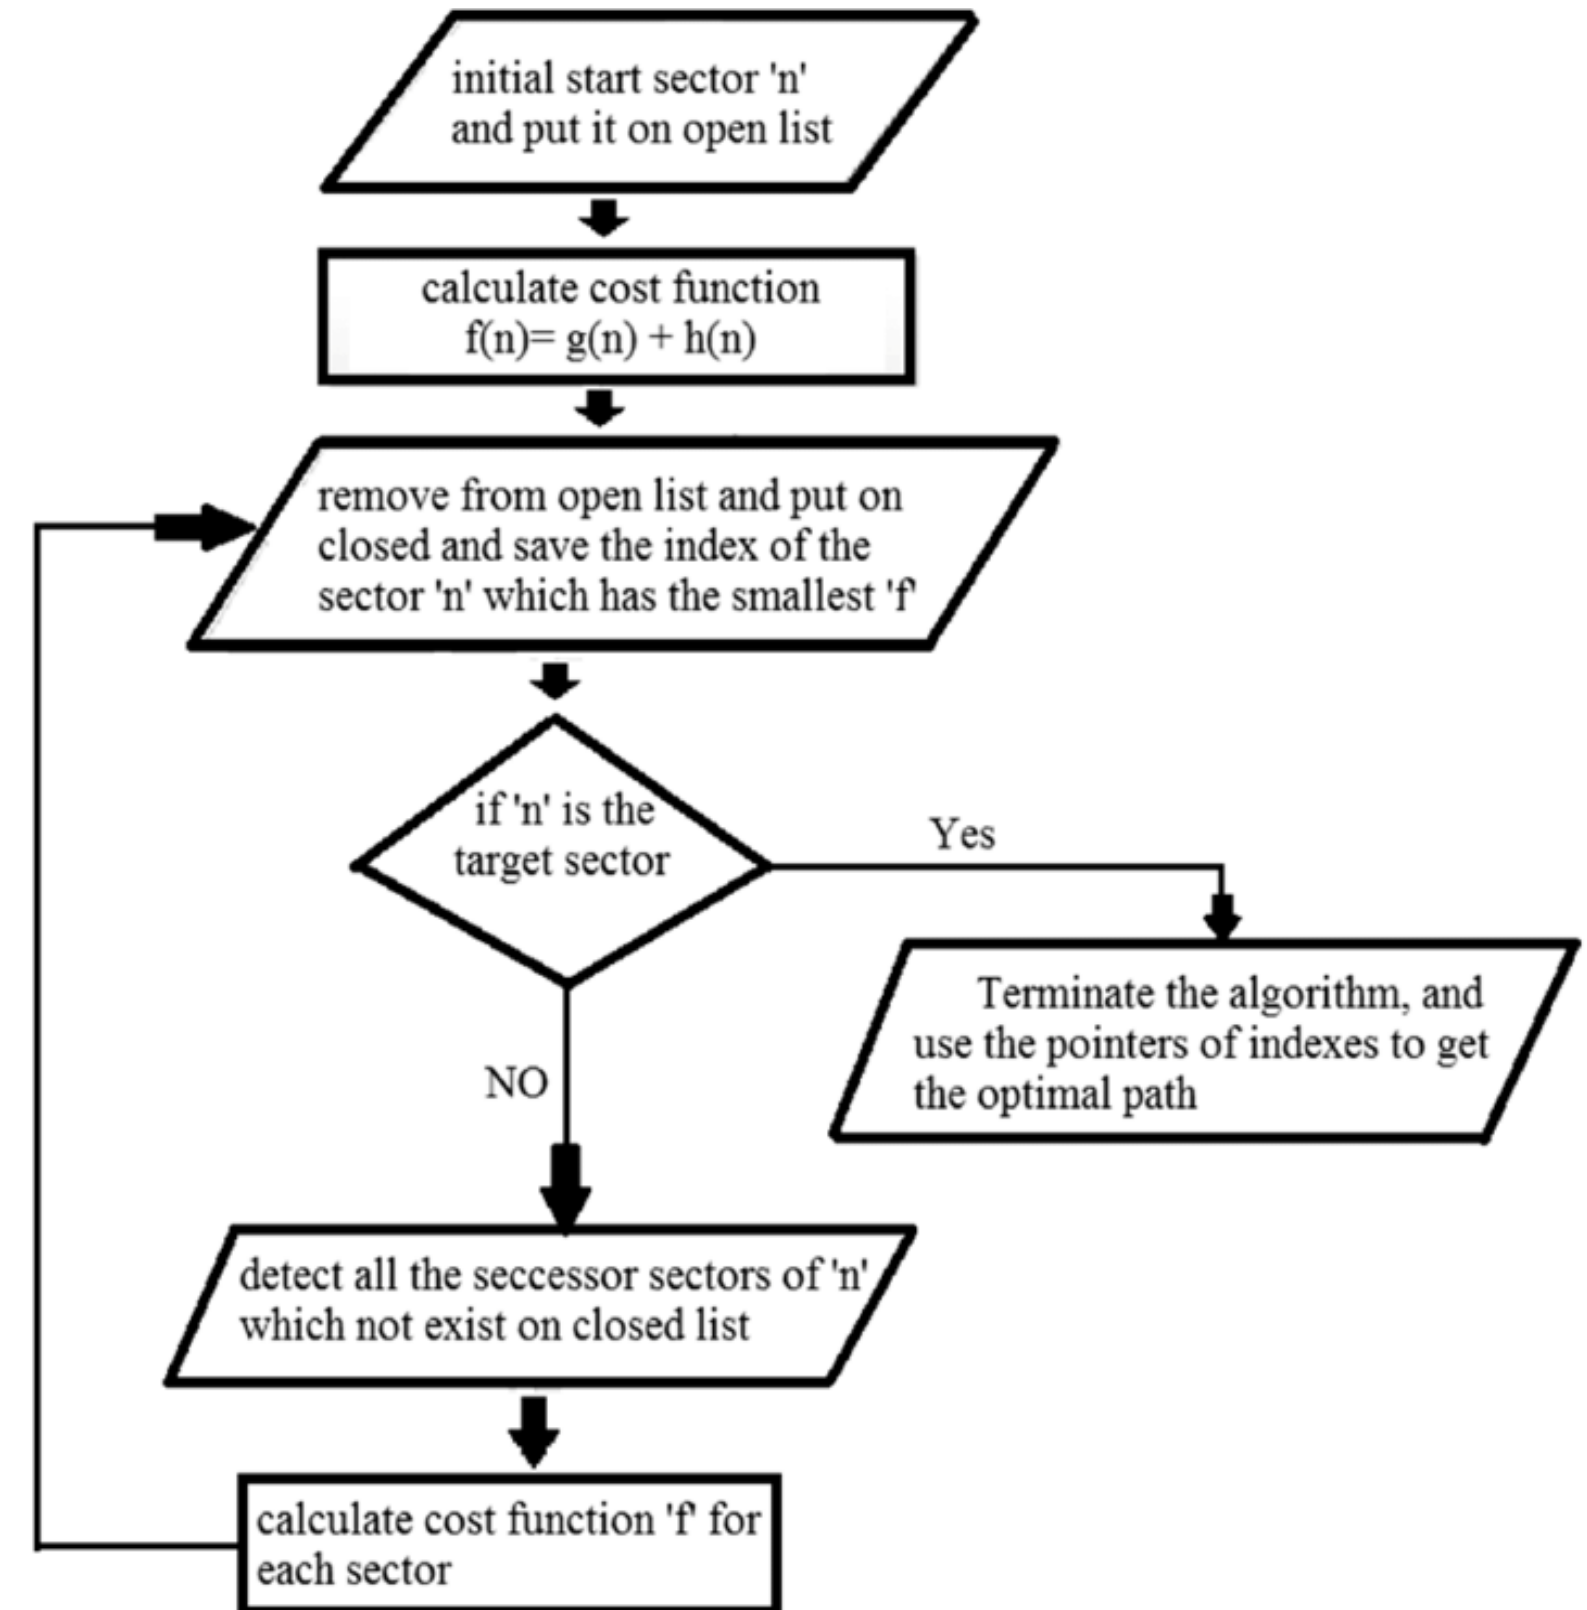 initial start sector 'n'
and put it on open list
calculate cost function
f(n)= g(n) + h(n)
remove from open list and put on
closed and save the index of the
sector 'n' which has the smallest 'f'
if 'n' is the
target sector
Yes
Terminate the algorithm, and
use the pointers of indexes to get
the optimal path
NO
detect all the seccessor sectors of 'n'
which not exist on closed list
calculate cost function 'f' for
each sector